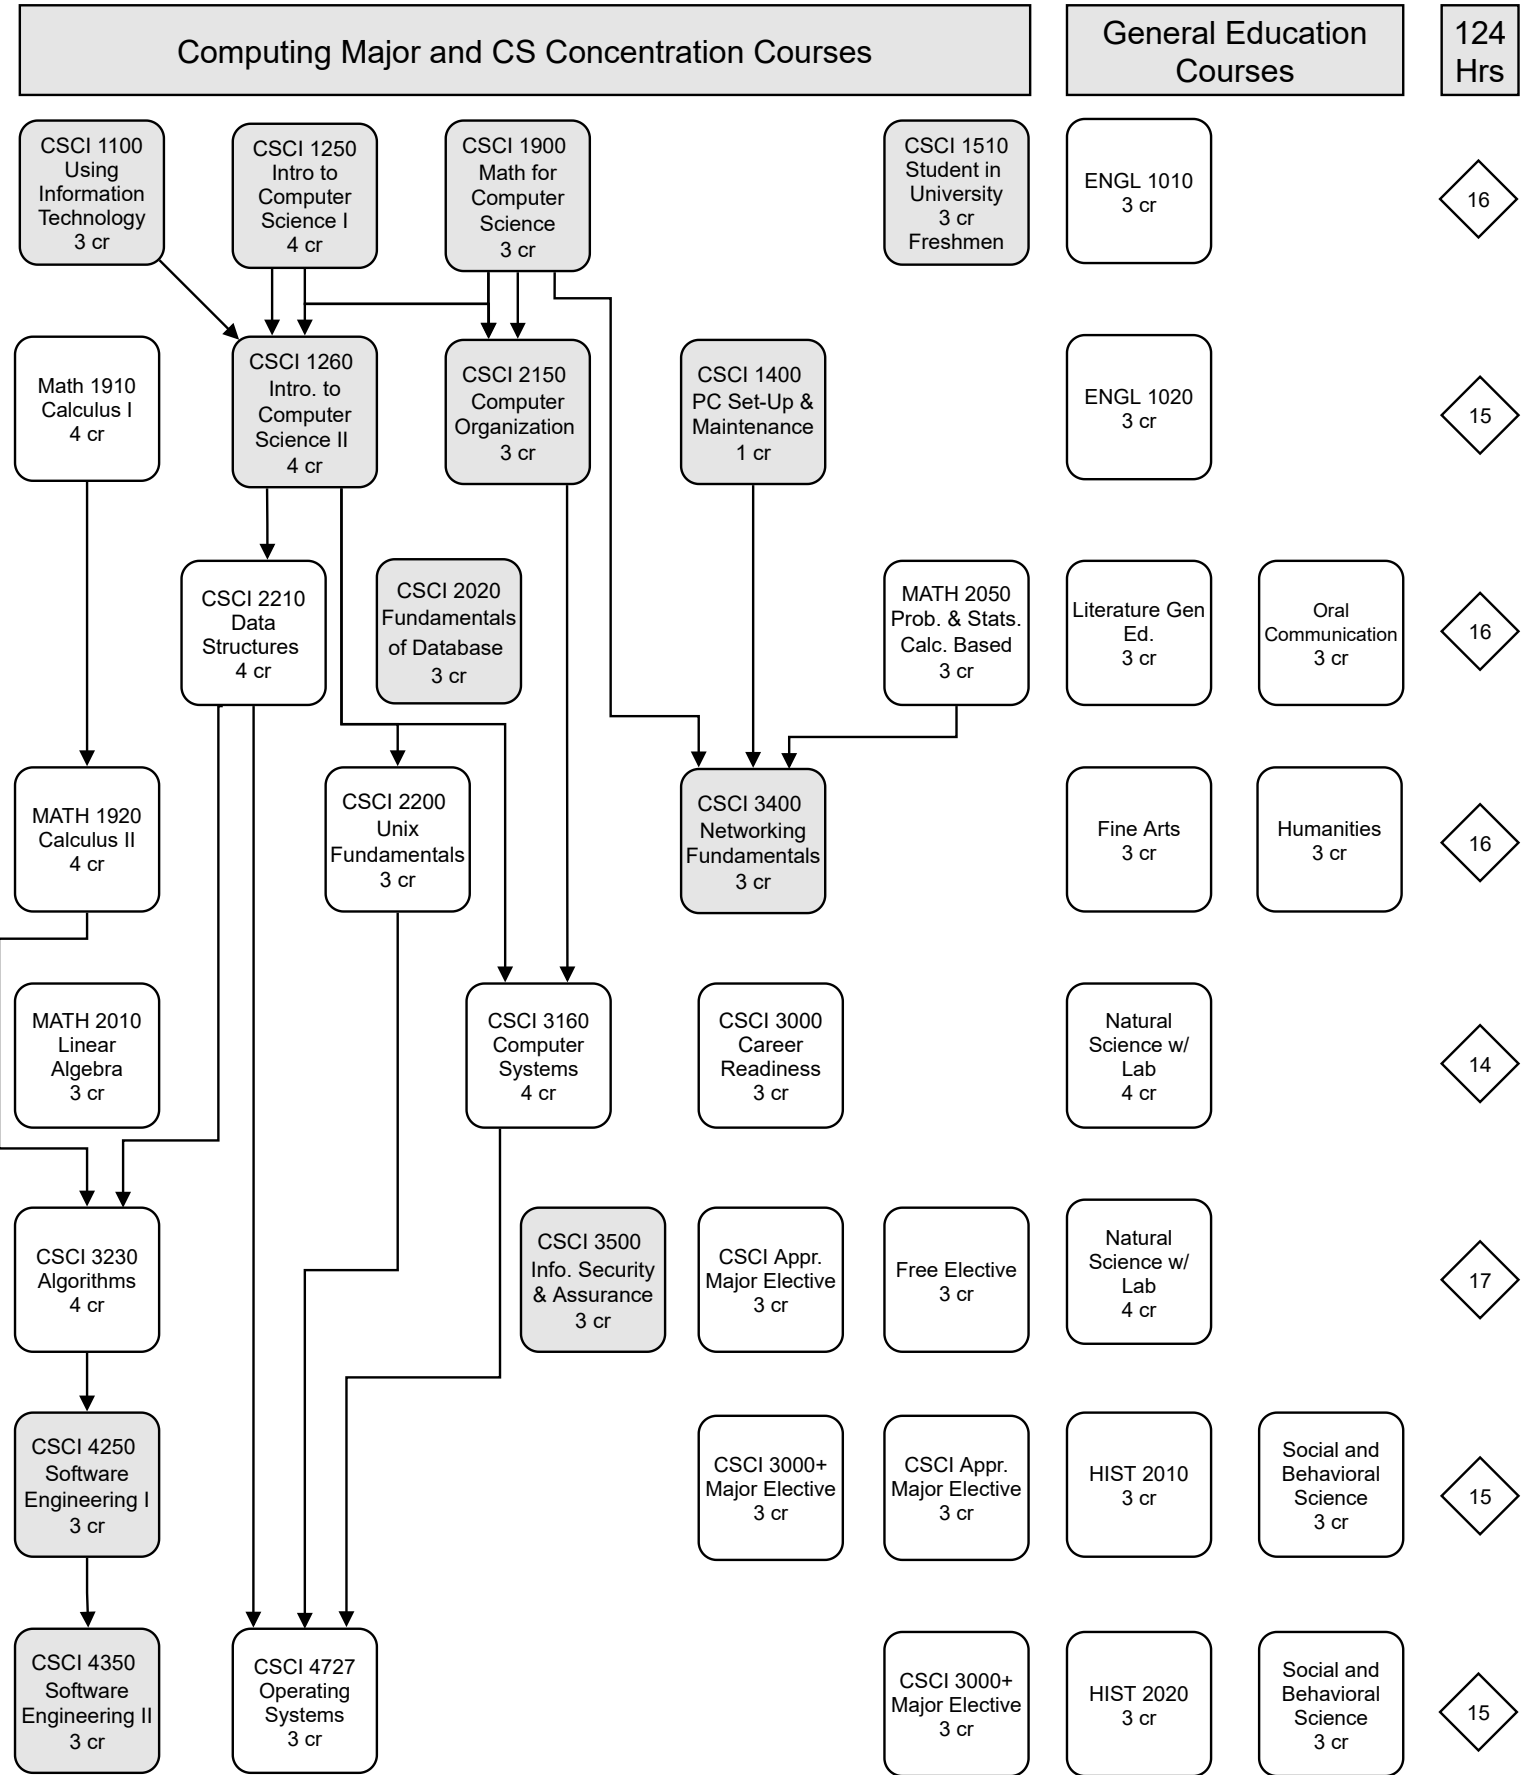 Computing Major and CS Concentration Courses
General Education
Courses
124
Hrs
CSCI 1100
Using
Information
Technology
3 cr
CSCI 1250
Intro to
Computer
Science I
4 cr
CSCI 1900
Math for
Computer
Science
3 cr
CSCI 1510
Student in
University
3 cr
Freshmen
ENGL 1010
3 cr
16
Math 1910
Calculus I
4 cr
CSCI 1260
Intro. to
Computer
Science II
4 cr
CSCI 2150
Computer
Organization
3 cr
CSCI 1400
PC Set-Up &
Maintenance
1 cr
ENGL 1020
3 cr
15
CSCI 2210
Data
Structures
4 cr
CSCI 2020
Fundamentals
of Database
3 cr
MATH 2050
Prob. & Stats.
Calc. Based
3 cr
Literature Gen
Ed.
3 cr
Oral
Communication
3 cr
16
MATH 1920
Calculus II
4 cr
CSCI 2200
Unix
Fundamentals
3 cr
CSCI 3400
Networking
Fundamentals
3 cr
Fine Arts
3 cr
Humanities
3 cr
16
MATH 2010
Linear
Algebra
3 cr
CSCI 3160
Computer
Systems
4 cr
CSCI 3000
Career
Readiness
3 cr
Natural
Science w/
Lab
4 cr
14
CSCI 3230
Algorithms
4 cr
CSCI 3500
Info. Security
& Assurance
3 cr
CSCI Appr.
Major Elective
3 cr
Free Elective
3 cr
Natural
Science w/
Lab
4 cr
17
CSCI 4250
Software
Engineering I
3 cr
CSCI 3000+
Major Elective
3 cr
CSCI Appr.
Major Elective
3 cr
HIST 2010
3 cr
Social and
Behavioral
Science
3 cr
15
CSCI 4350
Software
Engineering II
3 cr
CSCI 4727
Operating
Systems
3 cr
CSCI 3000+
Major Elective
3 cr
HIST 2020
3 cr
Social and
Behavioral
Science
3 cr
15